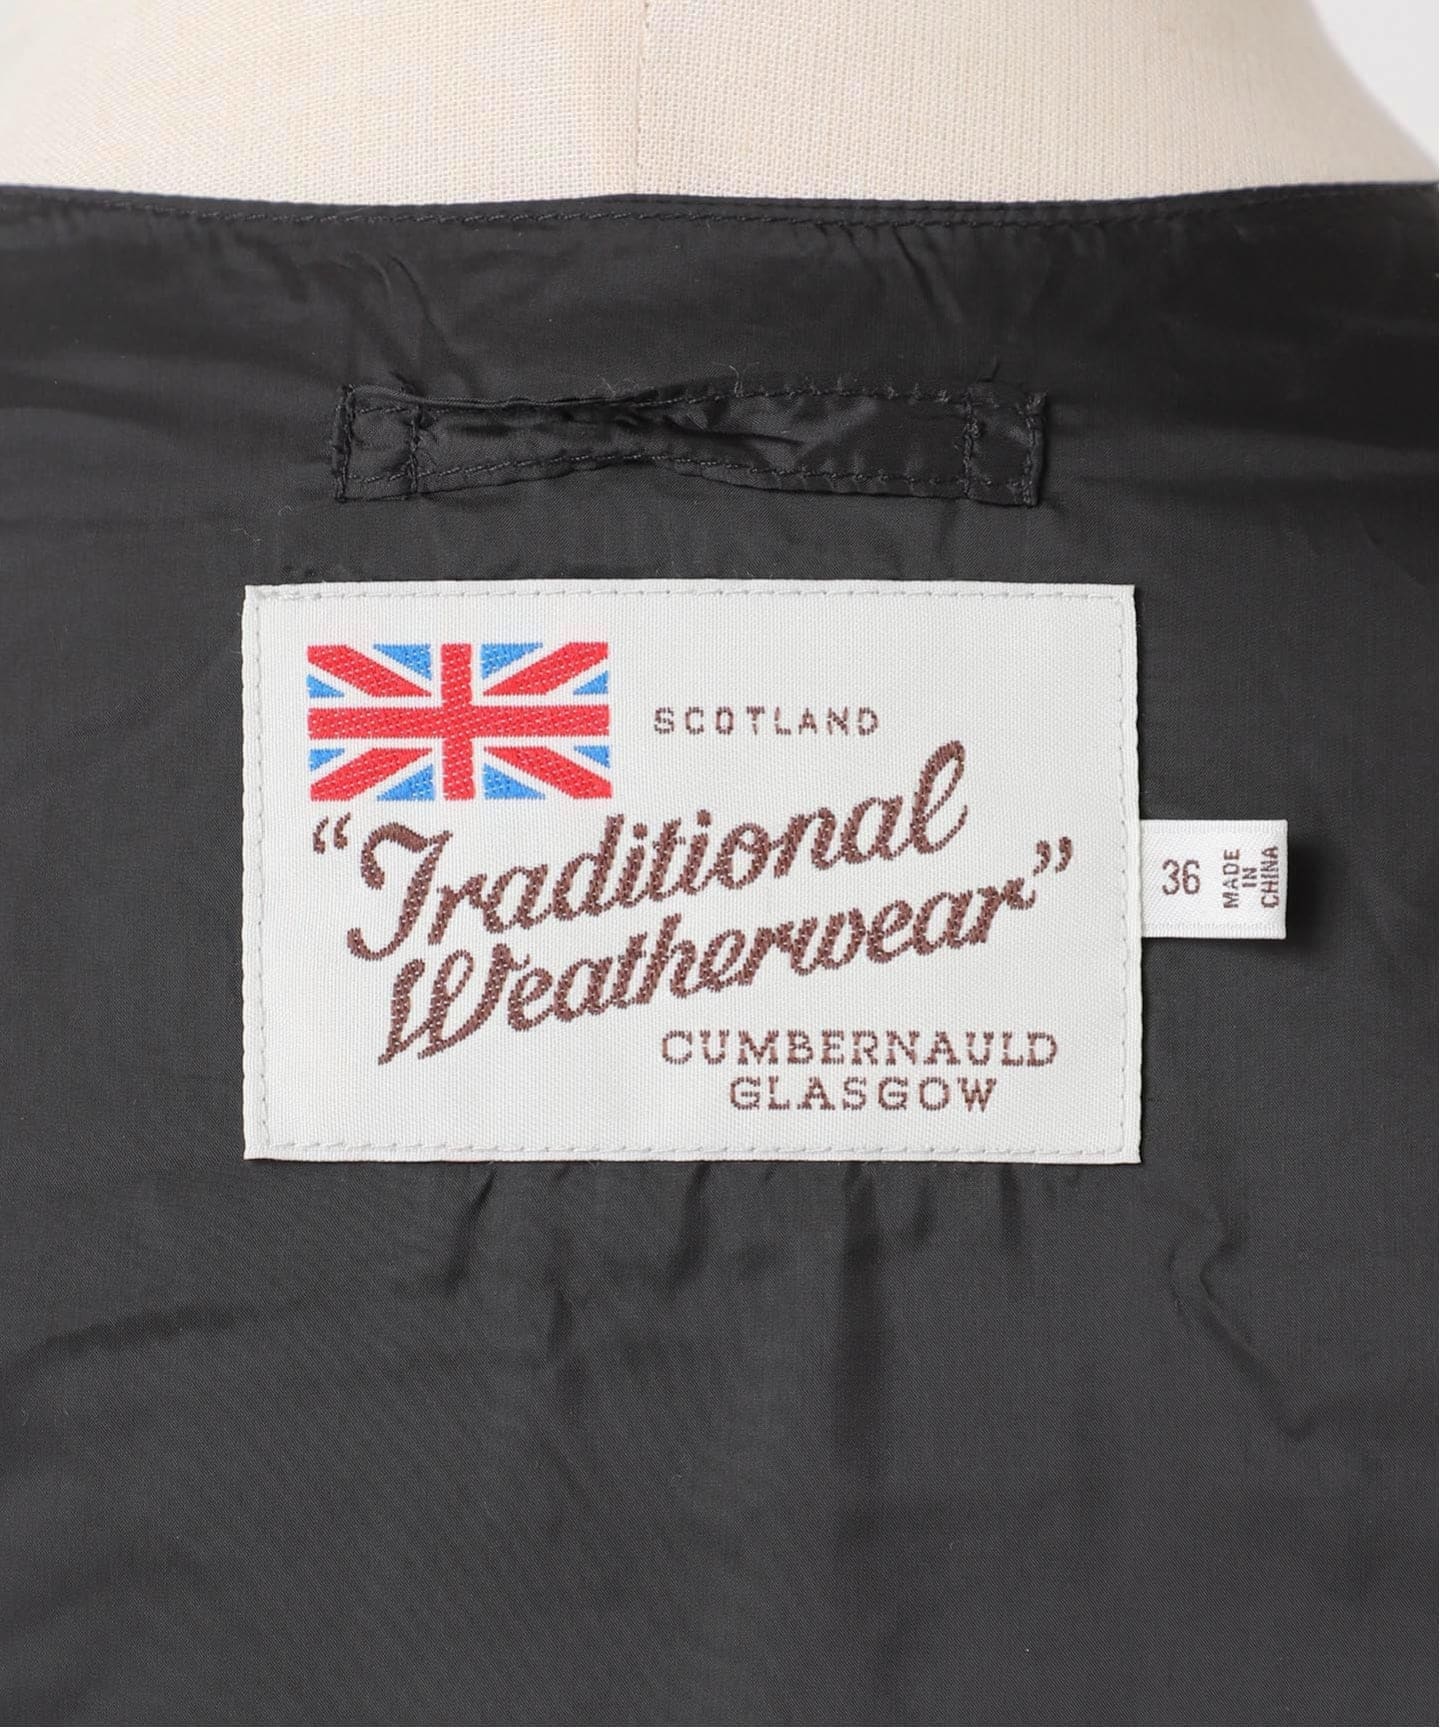 SCOTLAND
"Traditional
Weatherwear"
CUMBERNAULD
GLASGOW
36
MADE
IN
CHINA